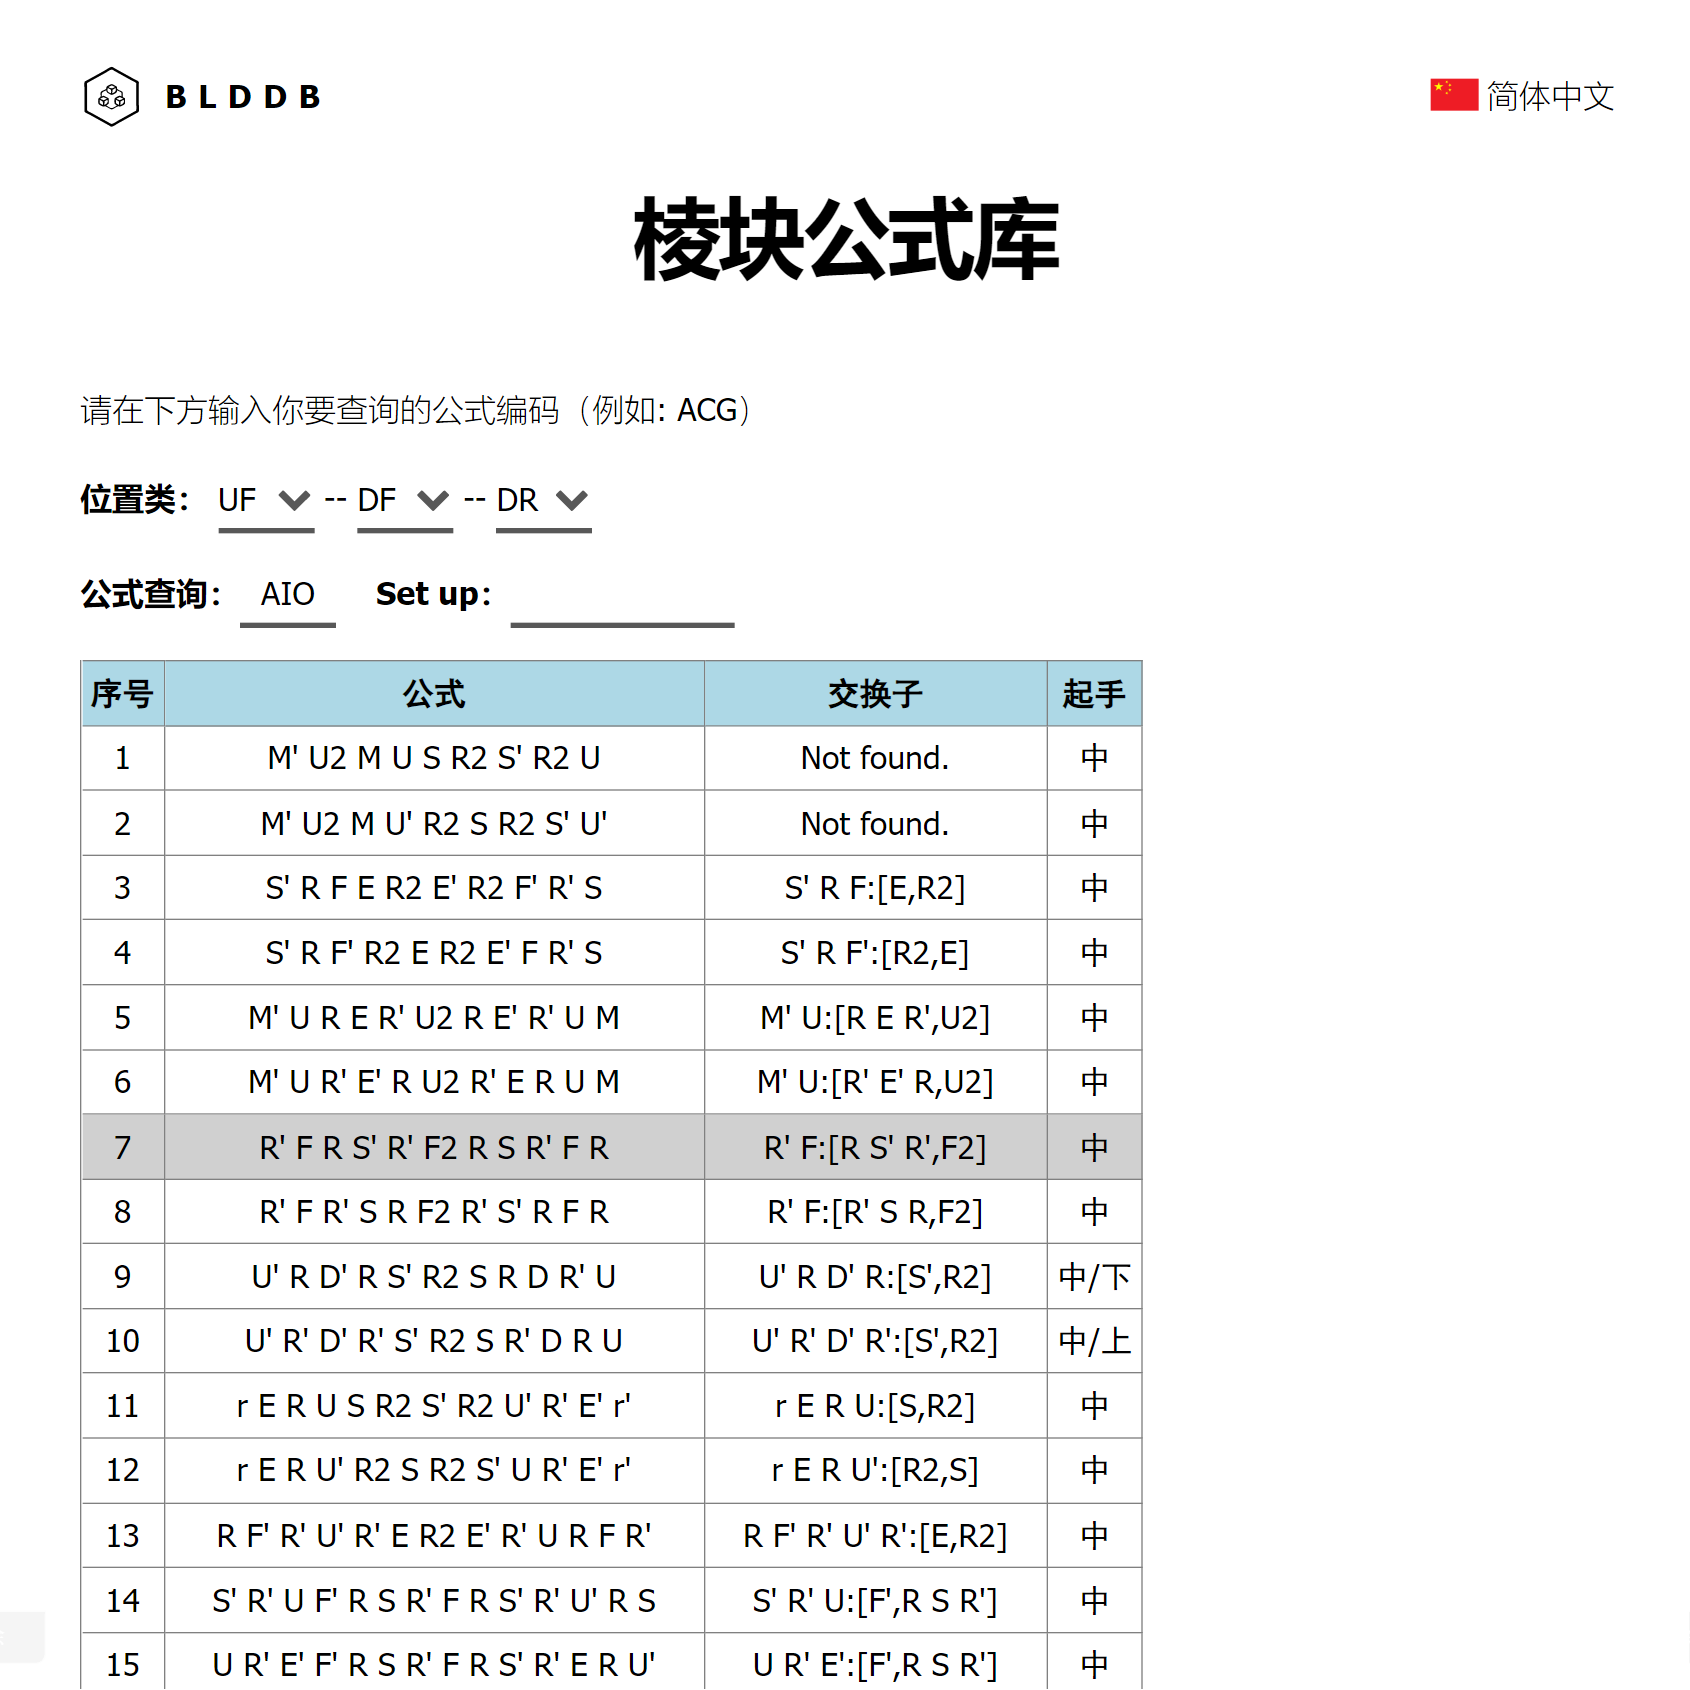 BLDDB
简体中文
棱块公式库
请在下方输入你要查询的公式编码（例如: ACG）
位置类： UF -- DF -- DR
公式查询： AIO Set up：
序号 公式 交换子 起手
1 M' U2 M U S R2 S' R2 U Not found. 中
2 M' U2 M U' R2 S R2 S' U' Not found. 中
3 S' R F E R2 E' R2 F' R' S S' R F:[E,R2] 中
4 S' R F' R2 E R2 E' F R' S S' R F':[R2,E] 中
5 M' U R E R' U2 R E' R' U M M' U:[R E R',U2] 中
6 M' U R' E' R U2 R' E R U M M' U:[R' E' R,U2] 中
7 R' F R S' R' F2 R S R' F R R' F:[R S' R',F2] 中
8 R' F R' S R F2 R' S' R F R R' F:[R' S R,F2] 中
9 U' R D' R S' R2 S R D R' U U' R D' R:[S',R2] 中/下
10 U' R' D' R' S' R2 S R' D R U U' R' D' R':[S',R2] 中/上
11 r E R U S R2 S' R2 U' R' E' r' r E R U:[S,R2] 中
12 r E R U' R2 S R2 S' U R' E' r' r E R U':[R2,S] 中
13 R F' R' U' R' E R2 E' R' U R F R' R F' R' U' R':[E,R2] 中
14 S' R' U F' R S R' F R S' R' U' R S S' R' U:[F',R S R'] 中
15 U R' E' F' R S R' F R S' R' E R U' U R' E':[F',R S R'] 中